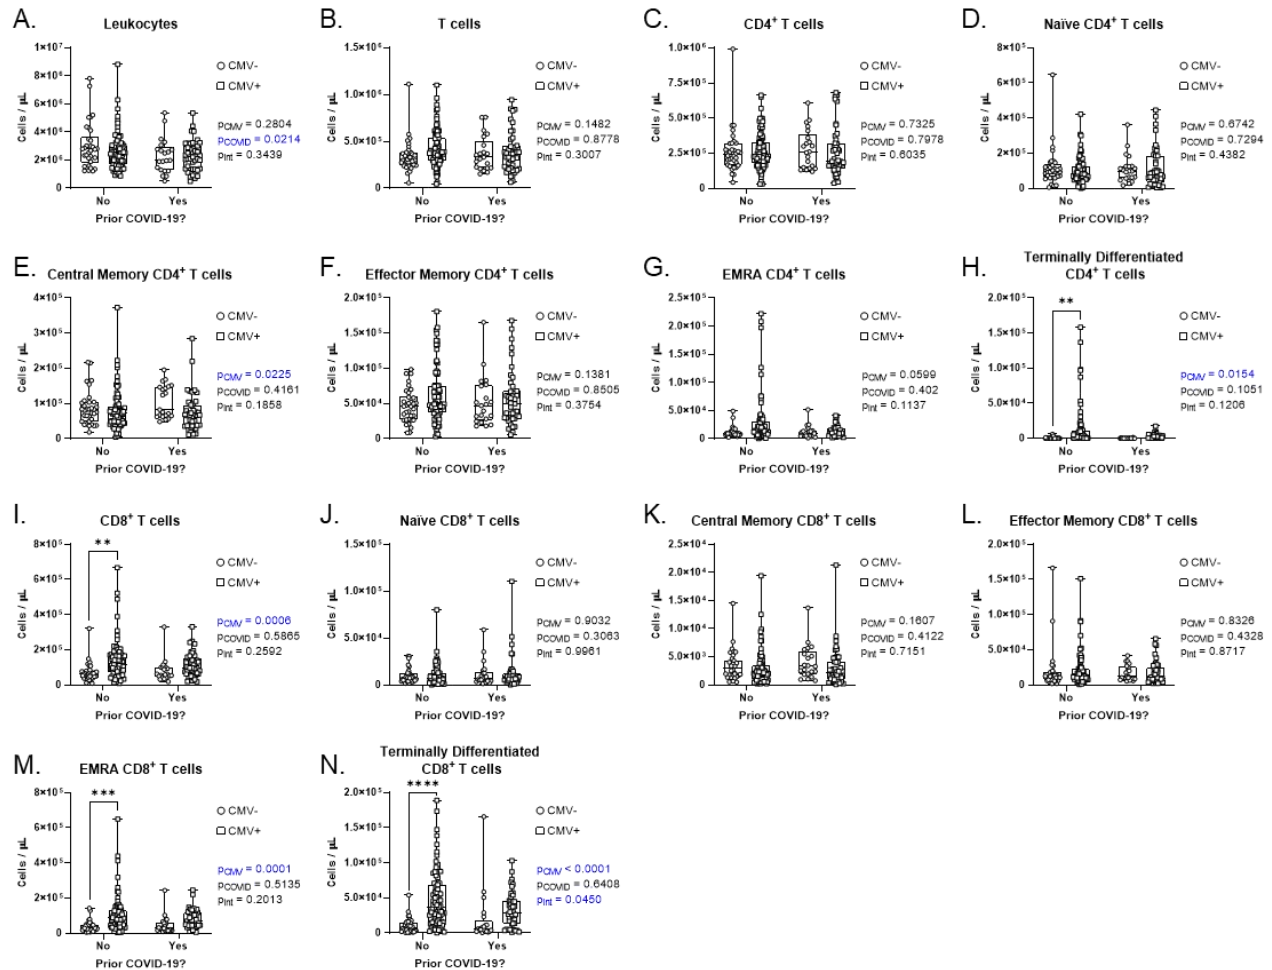 A. Leukocytes
1×10⁷
8×10⁶
6×10⁶
4×10⁶
2×10⁶
0
Cells / µL
No Yes
Prior COVID-19?
CMV-
CMV+
pCMV = 0.2804
pCOVID = 0.0214
pInt = 0.3439
B. T cells
1.5×10⁶
1.0×10⁶
5.0×10⁵
0
Cells / µL
No Yes
Prior COVID-19?
CMV-
CMV+
pCMV = 0.1482
pCOVID = 0.8778
pInt = 0.3007
C. CD4⁺ T cells
1.0×10⁶
7.5×10⁵
5.0×10⁵
2.5×10⁵
0
Cells / µL
No Yes
Prior COVID-19?
CMV-
CMV+
pCMV = 0.7325
pCOVID = 0.7978
pInt = 0.6035
D. Naïve CD4⁺ T cells
8×10⁵
6×10⁵
4×10⁵
2×10⁵
0
Cells / µL
No Yes
Prior COVID-19?
CMV-
CMV+
pCMV = 0.6742
pCOVID = 0.7294
pInt = 0.4382
E. Central Memory CD4⁺ T cells
4×10⁵
3×10⁵
2×10⁵
1×10⁵
0
Cells / µL
No Yes
Prior COVID-19?
CMV-
CMV+
pCMV = 0.0225
pCOVID = 0.4161
pInt = 0.1858
F. Effector Memory CD4⁺ T cells
2.0×10⁵
1.5×10⁵
1.0×10⁵
5.0×10⁴
0
Cells / µL
No Yes
Prior COVID-19?
CMV-
CMV+
pCMV = 0.1381
pCOVID = 0.8505
pInt = 0.3754
G. EMRA CD4⁺ T cells
2.5×10⁵
2.0×10⁵
1.5×10⁵
1.0×10⁵
5.0×10⁴
0
Cells / µL
No Yes
Prior COVID-19?
CMV-
CMV+
pCMV = 0.0599
pCOVID = 0.402
pInt = 0.1137
H. Terminally Differentiated
CD4⁺ T cells
2.0×10⁵
1.5×10⁵
1.0×10⁵
5.0×10⁴
0
**
Cells / µL
No Yes
Prior COVID-19?
CMV-
CMV+
pCMV = 0.0154
pCOVID = 0.1051
pInt = 0.1206
I. CD8⁺ T cells
8×10⁵
6×10⁵
4×10⁵
2×10⁵
0
**
Cells / µL
No Yes
Prior COVID-19?
CMV-
CMV+
pCMV = 0.0006
pCOVID = 0.5865
pInt = 0.2592
J. Naïve CD8⁺ T cells
1.5×10⁵
1.0×10⁵
5.0×10⁴
0
Cells / µL
No Yes
Prior COVID-19?
CMV-
CMV+
pCMV = 0.9032
pCOVID = 0.3063
pInt = 0.9961
K. Central Memory CD8⁺ T cells
2.5×10⁴
2.0×10⁴
1.5×10⁴
1.0×10⁴
5.0×10³
0
Cells / µL
No Yes
Prior COVID-19?
CMV-
CMV+
pCMV = 0.1607
pCOVID = 0.4122
pInt = 0.7151
L. Effector Memory CD8⁺ T cells
2.0×10⁵
1.5×10⁵
1.0×10⁵
5.0×10⁴
0
Cells / µL
No Yes
Prior COVID-19?
CMV-
CMV+
pCMV = 0.8326
pCOVID = 0.4328
pInt = 0.8717
M. EMRA CD8⁺ T cells
8×10⁵
6×10⁵
4×10⁵
2×10⁵
0
***
Cells / µL
No Yes
Prior COVID-19?
CMV-
CMV+
pCMV = 0.0001
pCOVID = 0.5135
pInt = 0.2013
N. Terminally Differentiated
CD8⁺ T cells
2.0×10⁵
1.5×10⁵
1.0×10⁵
5.0×10⁴
0
****
Cells / µL
No Yes
Prior COVID-19?
CMV-
CMV+
pCMV < 0.0001
pCOVID = 0.6408
pInt = 0.0450